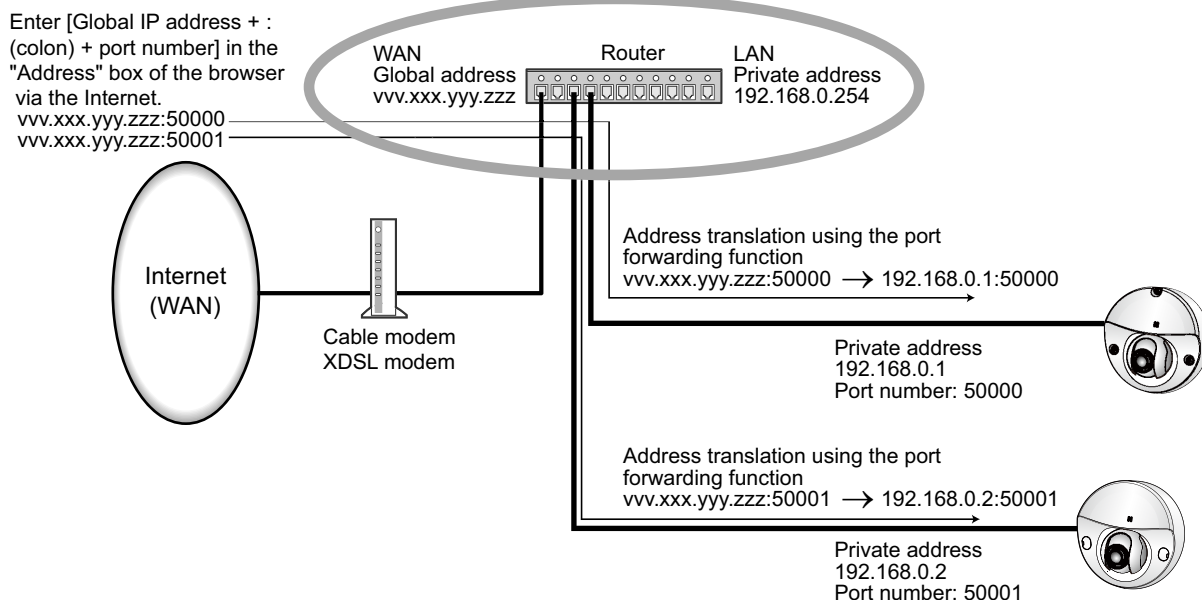 Enter [Global IP address + :
(colon) + port number] in the
"Address" box of the browser
via the Internet.
vvv.xxx.yyy.zzz:50000
vvv.xxx.yyy.zzz:50001
WAN
Global address
vvv.xxx.yyy.zzz
Router
LAN
Private address
192.168.0.254
Internet
(WAN)
Cable modem
XDSL modem
Address translation using the port
forwarding function
vvv.xxx.yyy.zzz:50000 → 192.168.0.1:50000
Private address
192.168.0.1
Port number: 50000
Address translation using the port
forwarding function
vvv.xxx.yyy.zzz:50001 → 192.168.0.2:50001
Private address
192.168.0.2
Port number: 50001